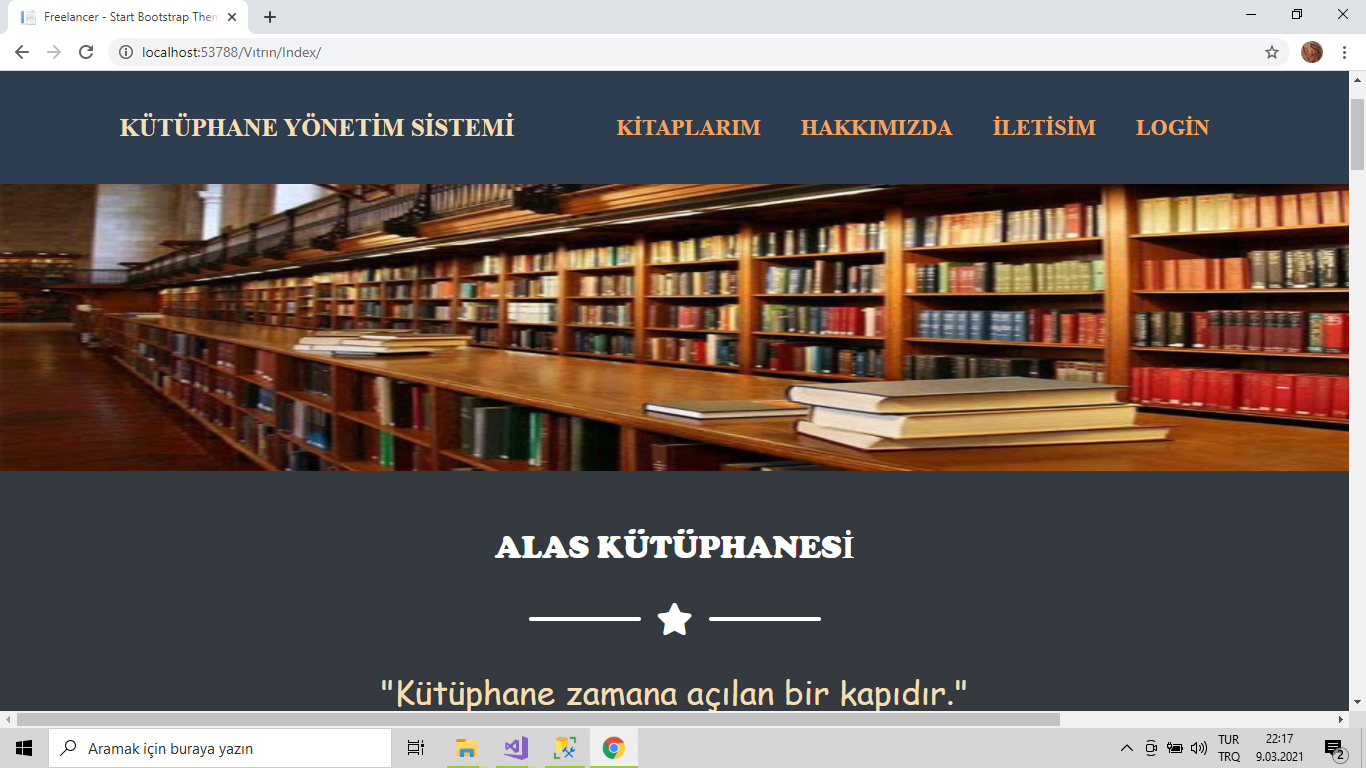 Freelancer - Start Bootstrap Them
localhost:53788/Vıtrın/Index/
KÜTÜPHANE YÖNETİM SİSTEMİ
KİTAPLARIM HAKKIMIZDA İLETİSİM LOGİN
ALAS KÜTÜPHANESİ
"Kütüphane zamana açılan bir kapıdır."
Aramak için buraya yazın
TUR 22:17
TRQ 9.03.2021
2